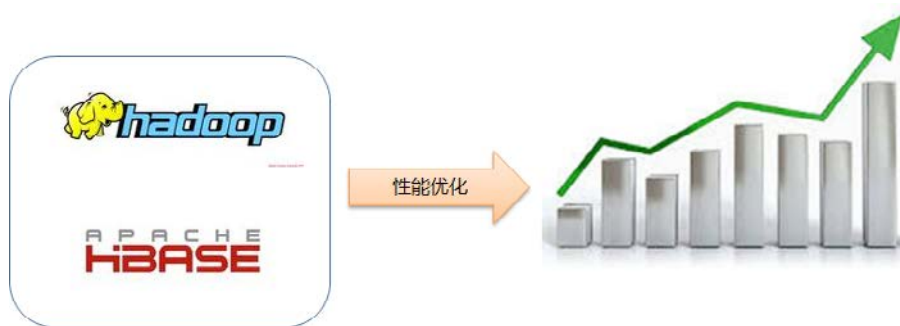 hadoop
性能优化
APACHE
HBASE